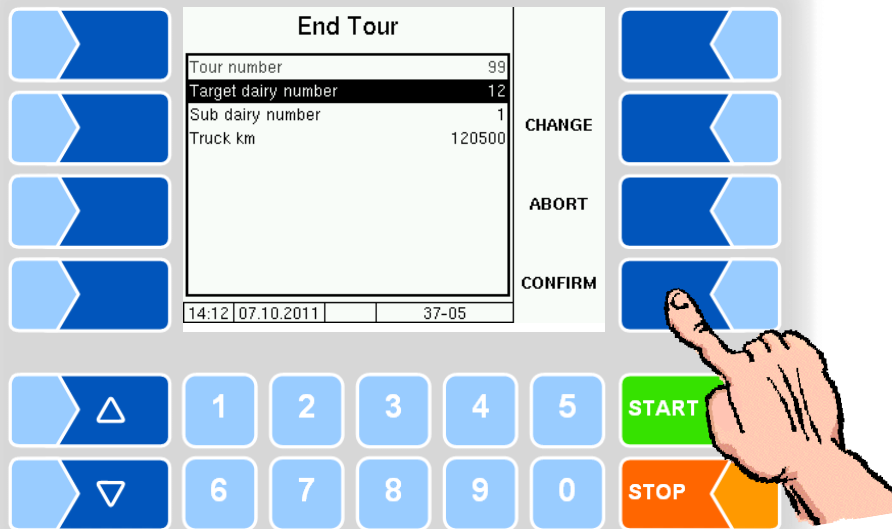 End Tour
Tour number 99
Target dairy number 12
Sub dairy number 1
Truck km 120500
CHANGE
ABORT
CONFIRM
14:12 07.10.2011 37-05
1 2 3 4 5 START
6 7 8 9 0 STOP